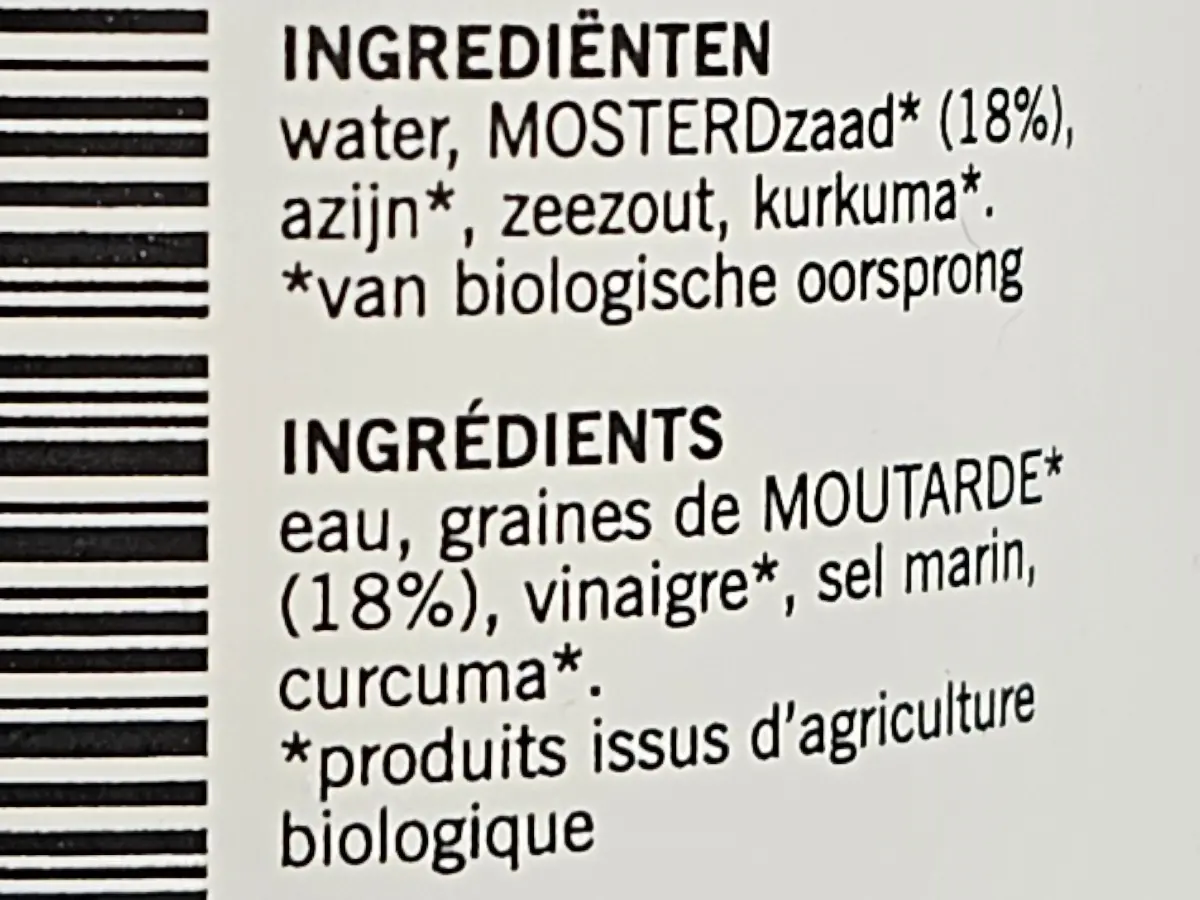 INGREDIËNTEN
water, MOSTERDzaad* (18%),
azijn*, zeezout, kurkuma*.
*van biologische oorsprong
INGRÉDIENTS
eau, graines de MOUTARDE*
(18%), vinaigre*, sel marin,
curcuma*.
*produits issus d'agriculture
biologique